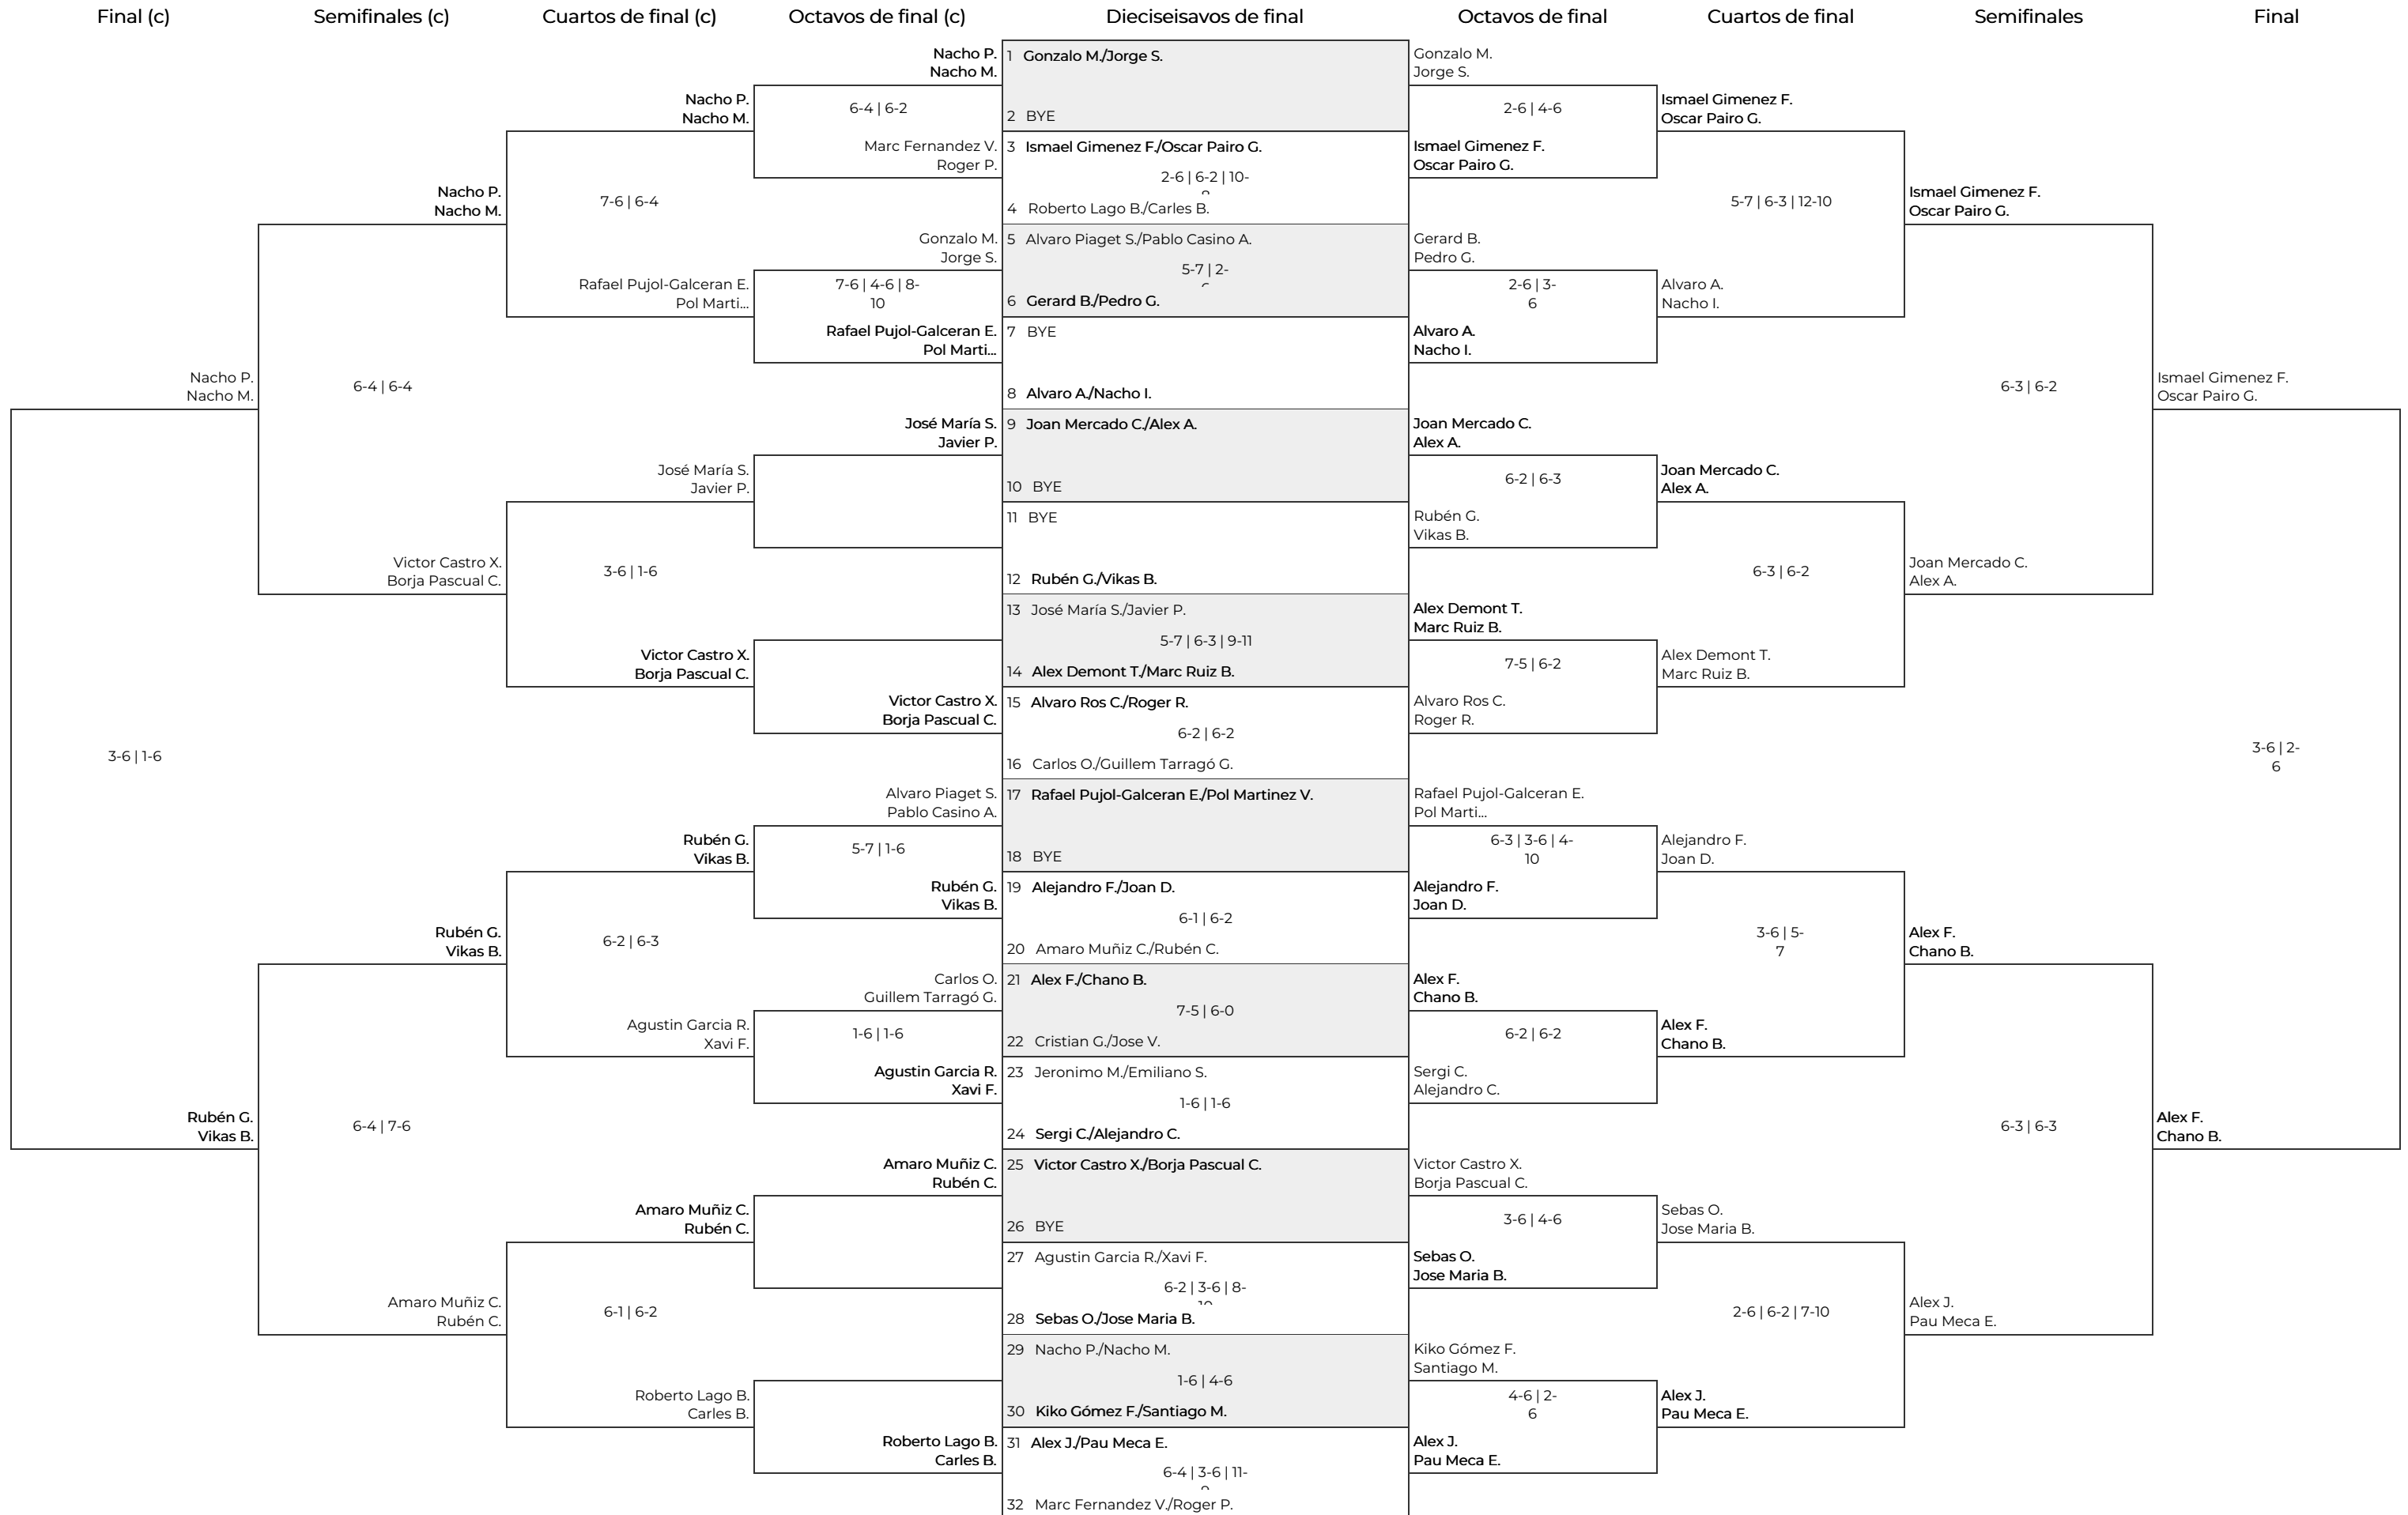 Final (c)
Semifinales (c)
Cuartos de final (c)
Octavos de final (c)
Dieciseisavos de final
Octavos de final
Cuartos de final
Semifinales
Final
Nacho P.
Nacho M.
Rubén G.
Vikas B.
3-6 | 1-6
Nacho P.
Nacho M.
6-4 | 6-4
Victor Castro X.
Borja Pascual C.
Rubén G.
Vikas B.
6-4 | 7-6
Amaro Muñiz C.
Rubén C.
Nacho P.
Nacho M.
7-6 | 6-4
Rafael Pujol-Galceran E.
Pol Marti...
José María S.
Javier P.
3-6 | 1-6
Victor Castro X.
Borja Pascual C.
Rubén G.
Vikas B.
6-2 | 6-3
Agustin Garcia R.
Xavi F.
Amaro Muñiz C.
Rubén C.
6-1 | 6-2
Roberto Lago B.
Carles B.
Nacho P.
Nacho M.
6-4 | 6-2
Marc Fernandez V.
Roger P.
Gonzalo M.
Jorge S.
7-6 | 4-6 | 8-
10
Rafael Pujol-Galceran E.
Pol Marti...
José María S.
Javier P.
Victor Castro X.
Borja Pascual C.
Alvaro Piaget S.
Pablo Casino A.
5-7 | 1-6
Rubén G.
Vikas B.
Carlos O.
Guillem Tarragó G.
1-6 | 1-6
Agustin Garcia R.
Xavi F.
Amaro Muñiz C.
Rubén C.
Roberto Lago B.
Carles B.
1 Gonzalo M./Jorge S.
2 BYE
3 Ismael Gimenez F./Oscar Pairo G.
2-6 | 6-2 | 10-
4 Roberto Lago B./Carles B.
5 Alvaro Piaget S./Pablo Casino A.
5-7 | 2-
6 Gerard B./Pedro G.
7 BYE
8 Alvaro A./Nacho I.
9 Joan Mercado C./Alex A.
10 BYE
11 BYE
12 Rubén G./Vikas B.
13 José María S./Javier P.
5-7 | 6-3 | 9-11
14 Alex Demont T./Marc Ruiz B.
15 Alvaro Ros C./Roger R.
6-2 | 6-2
16 Carlos O./Guillem Tarragó G.
17 Rafael Pujol-Galceran E./Pol Martinez V.
18 BYE
19 Alejandro F./Joan D.
6-1 | 6-2
20 Amaro Muñiz C./Rubén C.
21 Alex F./Chano B.
7-5 | 6-0
22 Cristian G./Jose V.
23 Jeronimo M./Emiliano S.
1-6 | 1-6
24 Sergi C./Alejandro C.
25 Victor Castro X./Borja Pascual C.
26 BYE
27 Agustin Garcia R./Xavi F.
6-2 | 3-6 | 8-
28 Sebas O./Jose Maria B.
29 Nacho P./Nacho M.
1-6 | 4-6
30 Kiko Gómez F./Santiago M.
31 Alex J./Pau Meca E.
6-4 | 3-6 | 11-
32 Marc Fernandez V./Roger P.
Gonzalo M.
Jorge S.
2-6 | 4-6
Ismael Gimenez F.
Oscar Pairo G.
Gerard B.
Pedro G.
2-6 | 3-
6
Alvaro A.
Nacho I.
Joan Mercado C.
Alex A.
6-2 | 6-3
Rubén G.
Vikas B.
Alex Demont T.
Marc Ruiz B.
7-5 | 6-2
Alvaro Ros C.
Roger R.
Rafael Pujol-Galceran E.
Pol Marti...
6-3 | 3-6 | 4-
10
Alejandro F.
Joan D.
Alex F.
Chano B.
6-2 | 6-2
Sergi C.
Alejandro C.
Victor Castro X.
Borja Pascual C.
3-6 | 4-6
Sebas O.
Jose Maria B.
Kiko Gómez F.
Santiago M.
4-6 | 2-
6
Alex J.
Pau Meca E.
Ismael Gimenez F.
Oscar Pairo G.
5-7 | 6-3 | 12-10
Alvaro A.
Nacho I.
Joan Mercado C.
Alex A.
6-3 | 6-2
Alex Demont T.
Marc Ruiz B.
Alejandro F.
Joan D.
3-6 | 5-
7
Alex F.
Chano B.
Sebas O.
Jose Maria B.
2-6 | 6-2 | 7-10
Alex J.
Pau Meca E.
Ismael Gimenez F.
Oscar Pairo G.
6-3 | 6-2
Joan Mercado C.
Alex A.
Alex F.
Chano B.
6-3 | 6-3
Alex J.
Pau Meca E.
Ismael Gimenez F.
Oscar Pairo G.
3-6 | 2-
6
Alex F.
Chano B.